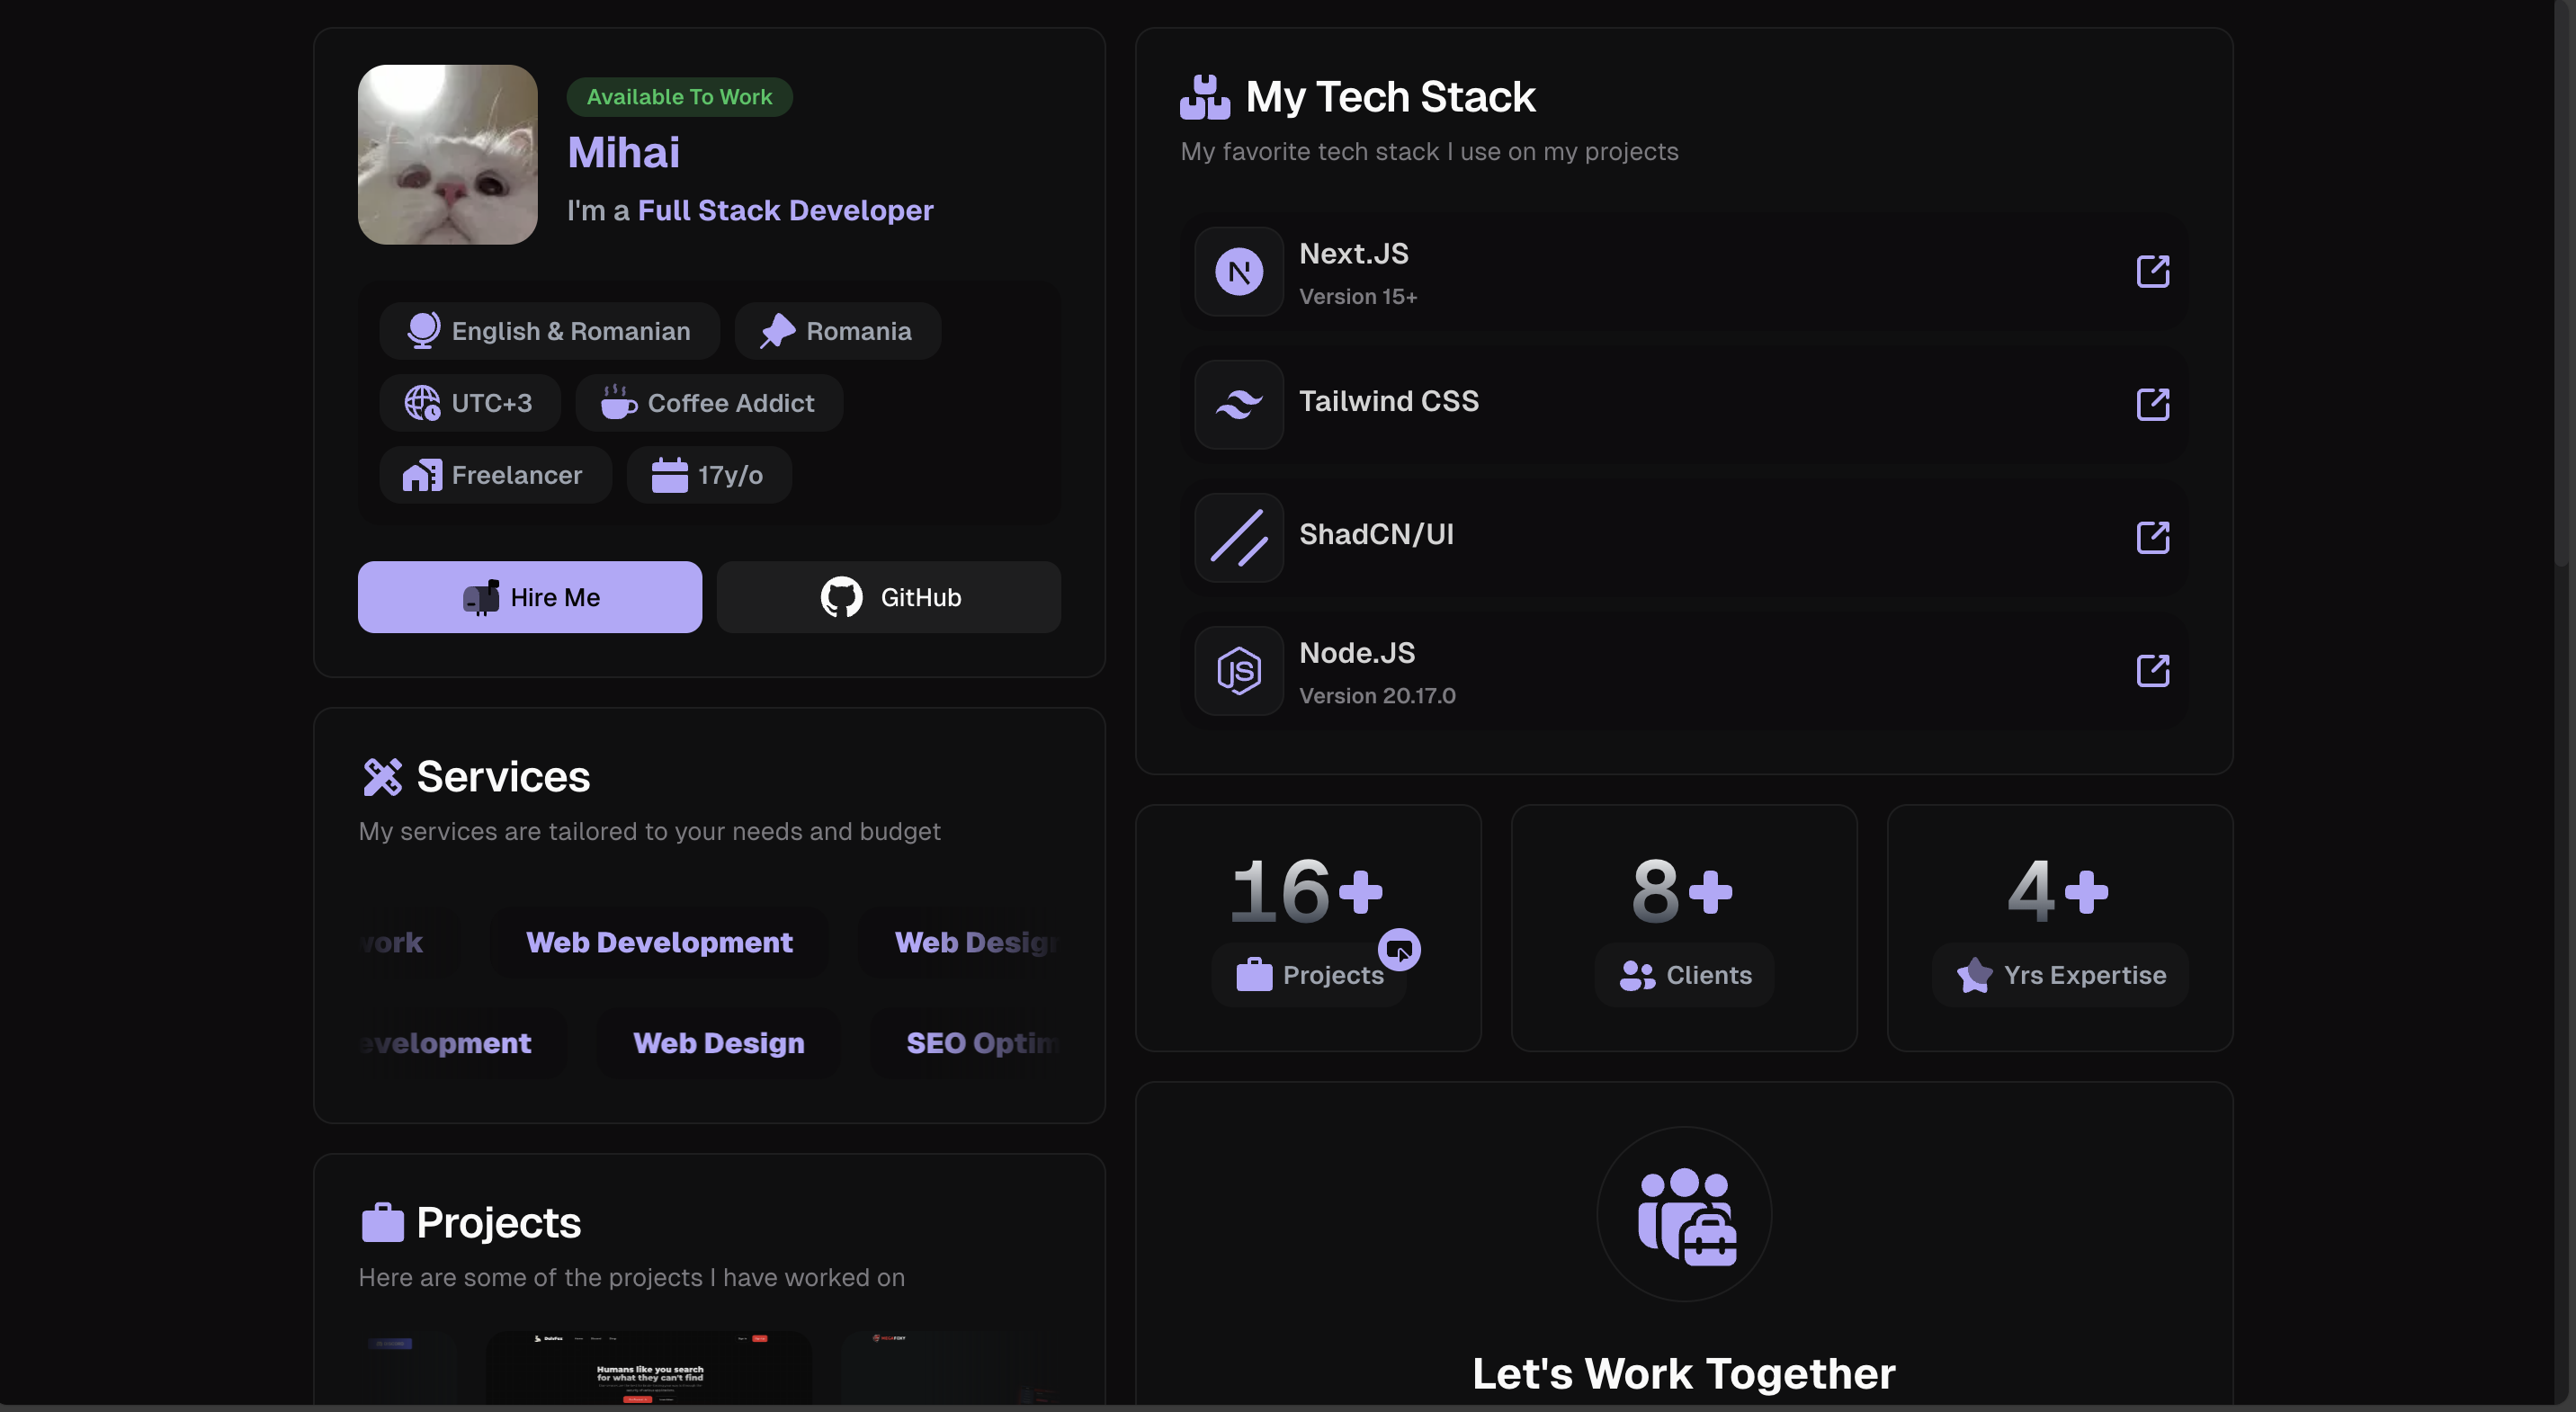 Available To Work
Mihai
I'm a Full Stack Developer
English & Romanian
Romania
UTC+3
Coffee Addict
Freelancer
17y/o
Hire Me
GitHub
Services
My services are tailored to your needs and budget
work
Web Development
Web Design
evelopment
Web Design
SEO Optim
Projects
Here are some of the projects I have worked on
Humans like you search
for what they can't find
My Tech Stack
My favorite tech stack I use on my projects
N
Next.JS
Version 15+
Tailwind CSS
ShadCN/UI
JS
Node.JS
Version 20.17.0
16+
Projects
8+
Clients
4+
Yrs Expertise
Let's Work Together